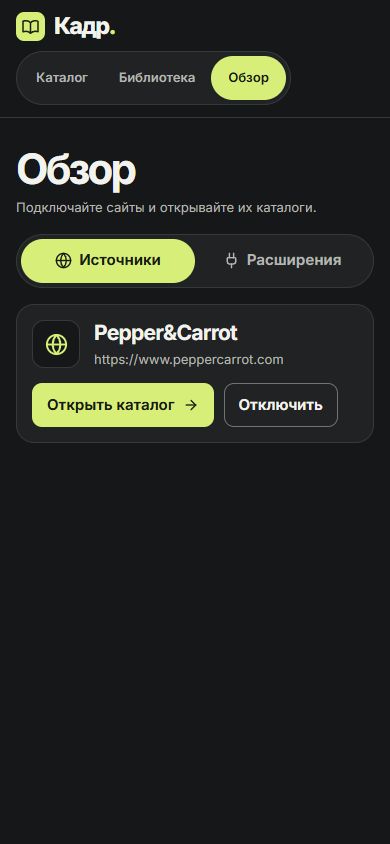 Кадр.
Каталог Библиотека Обзор
Обзор
Подключайте сайты и открывайте их каталоги.
Источники Расширения
Pepper&Carrot
https://www.peppercarrot.com
Открыть каталог → Отключить